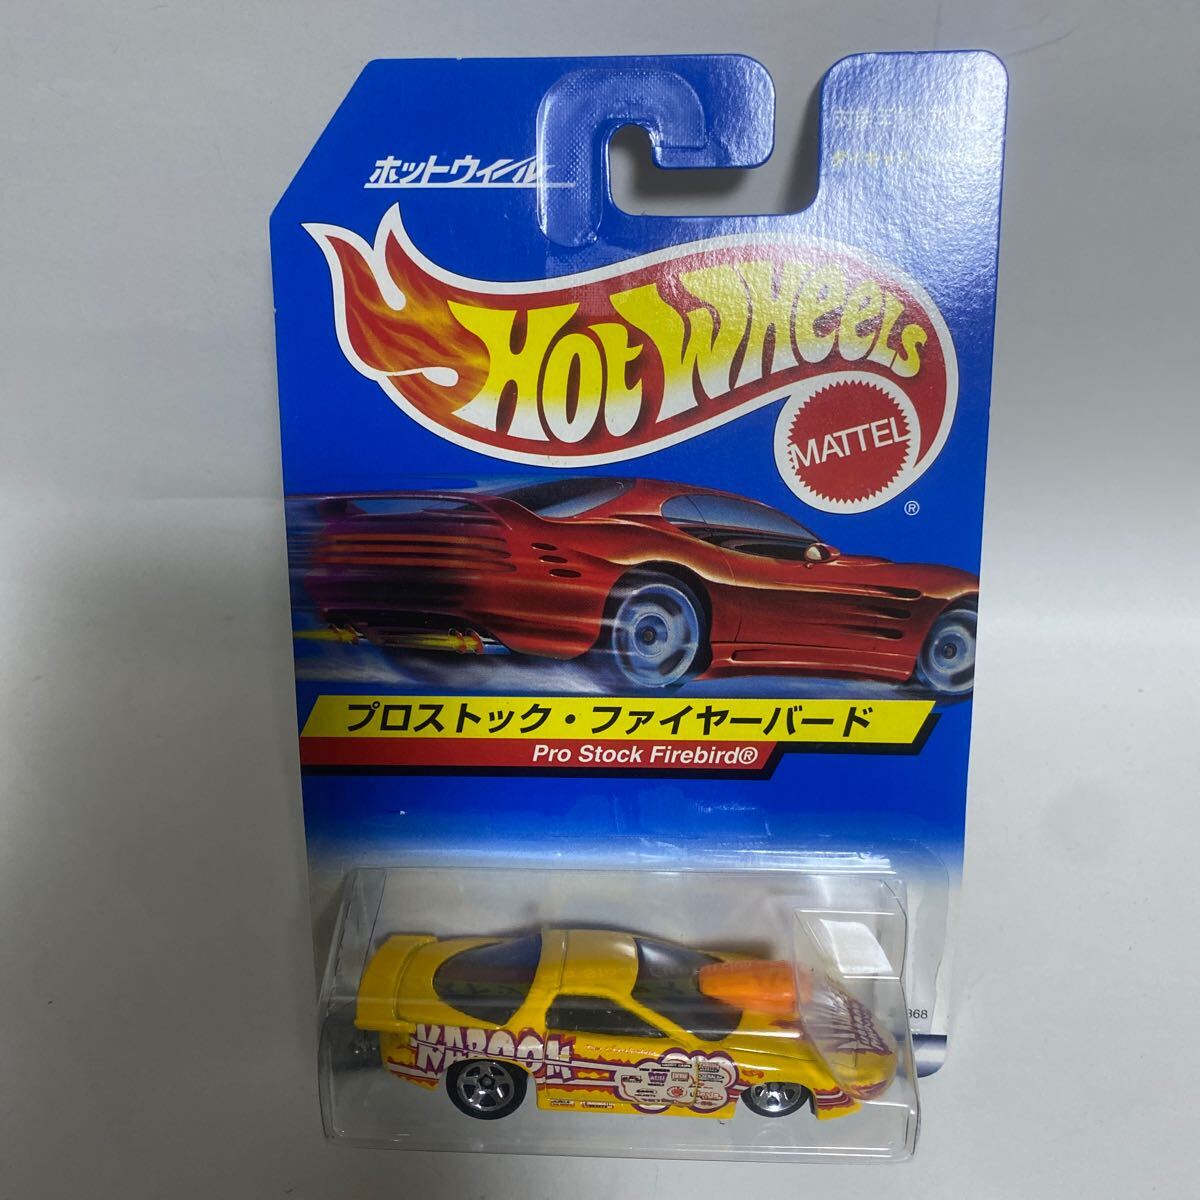 ホットウィール
Hot Wheels
MATTEL
®
プロストック・ファイヤーバード
Pro Stock Firebird®
KABOOM